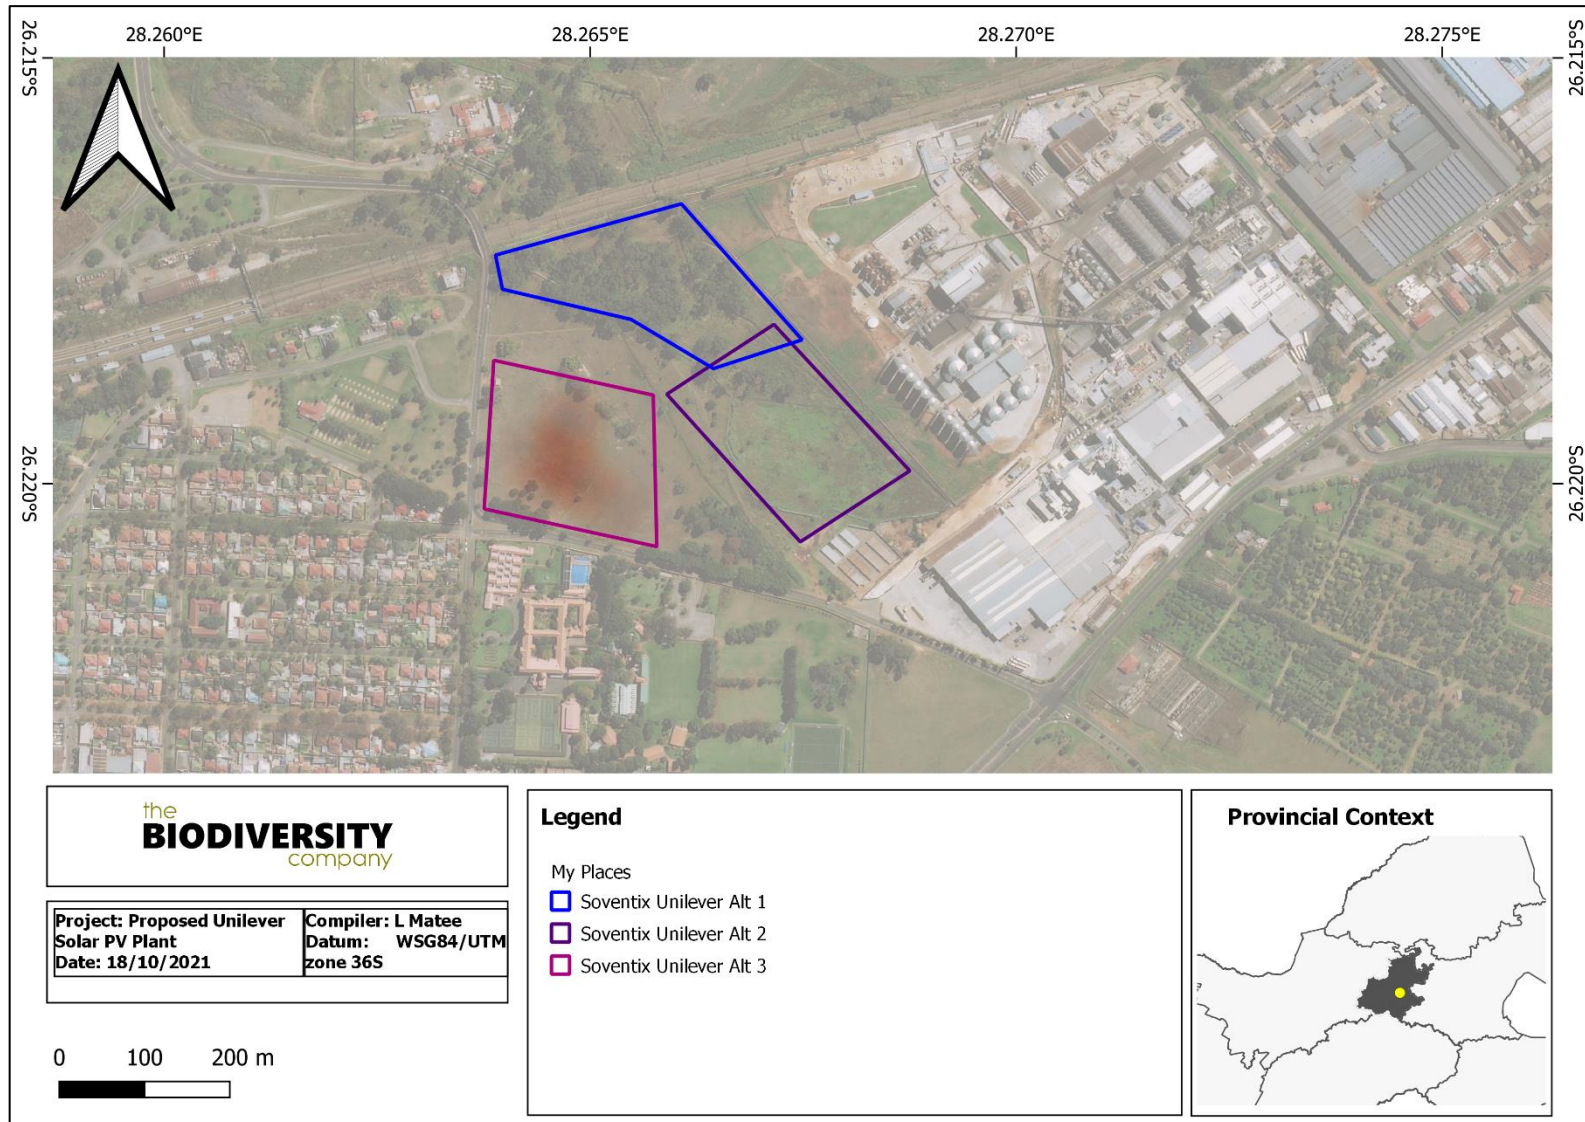 28.260°E
28.265°E
28.270°E
28.275°E
26.215°S
26.215°S
26.220°S
26.220°S
the
BIODIVERSITY
company
Project: Proposed Unilever
Solar PV Plant
Date: 18/10/2021
Compiler: L Matee
Datum: WSG84/UTM
zone 36S
0 100 200 m
Legend
My Places
Soventix Unilever Alt 1
Soventix Unilever Alt 2
Soventix Unilever Alt 3
Provincial Context